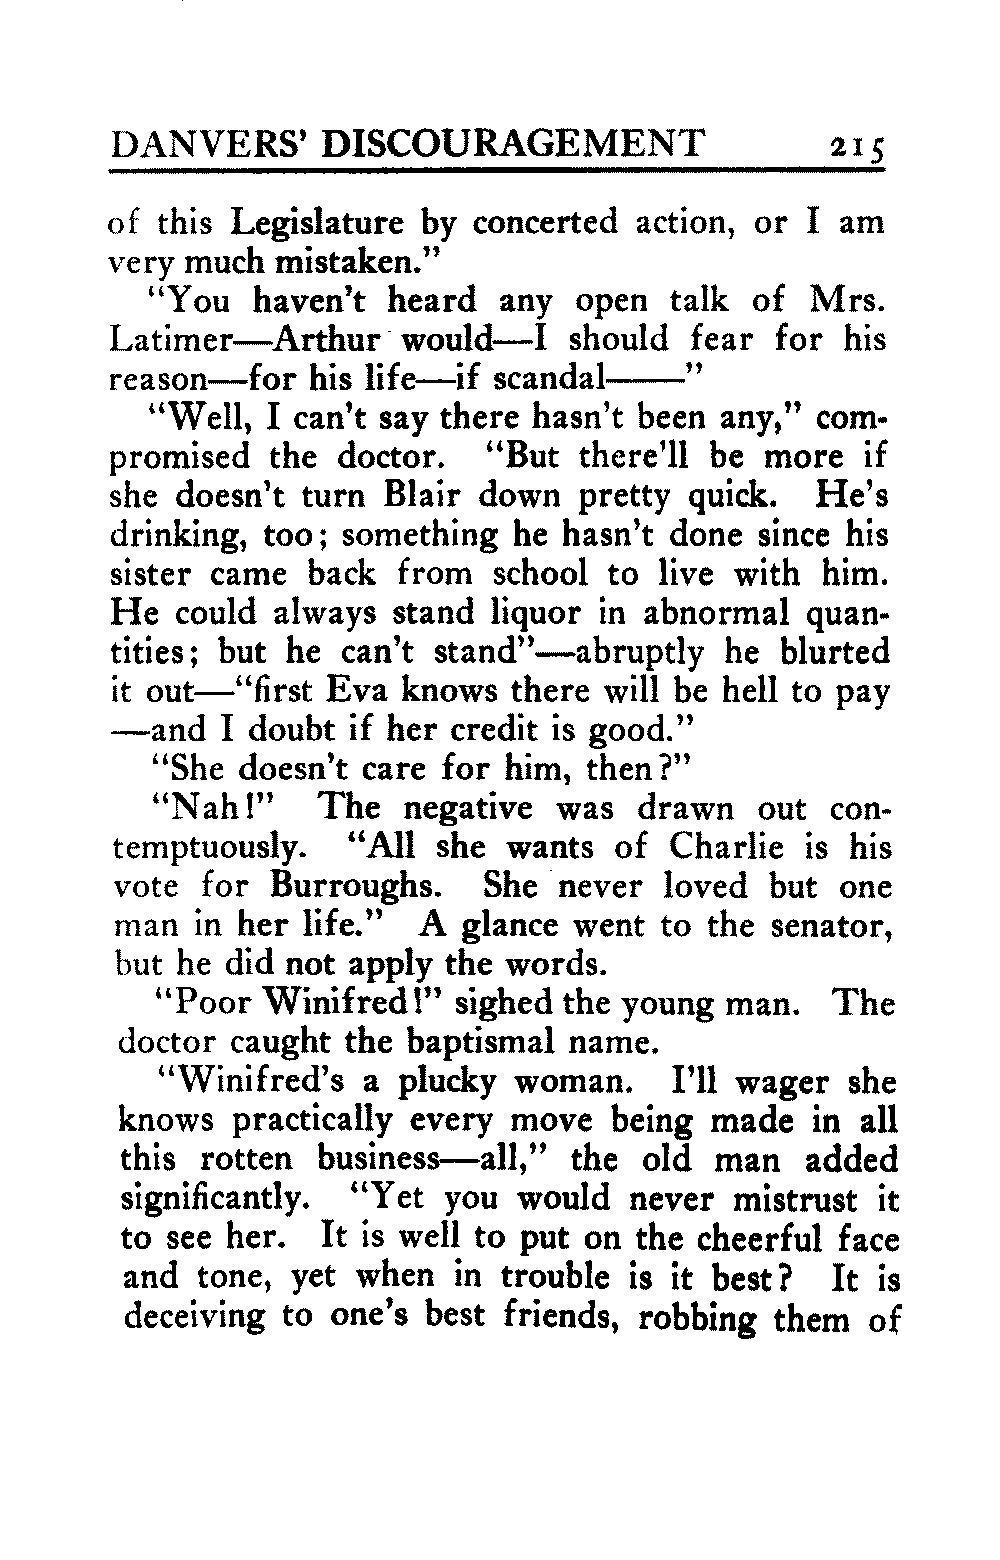 DANVERS' DISCOURAGEMENT 215
of this Legislature by concerted action, or I am
very much mistaken."
"You haven't heard any open talk of Mrs.
Latimer—Arthur would—I should fear for his
reason—for his life—if scandal——"
"Well, I can't say there hasn't been any," com-
promised the doctor. "But there'll be more if
she doesn't turn Blair down pretty quick. He's
drinking, too; something he hasn't done since his
sister came back from school to live with him.
He could always stand liquor in abnormal quan-
tities; but he can't stand"—abruptly he blurted
it out—"first Eva knows there will be hell to pay
—and I doubt if her credit is good."
"She doesn't care for him, then?"
"Nah!" The negative was drawn out con-
temptuously. "All she wants of Charlie is his
vote for Burroughs. She never loved but one
man in her life." A glance went to the senator,
but he did not apply the words.
"Poor Winifred!" sighed the young man. The
doctor caught the baptismal name.
"Winifred's a plucky woman. I'll wager she
knows practically every move being made in all
this rotten business—all," the old man added
significantly. "Yet you would never mistrust it
to see her. It is well to put on the cheerful face
and tone, yet when in trouble is it best? It is
deceiving to one's best friends, robbing them of